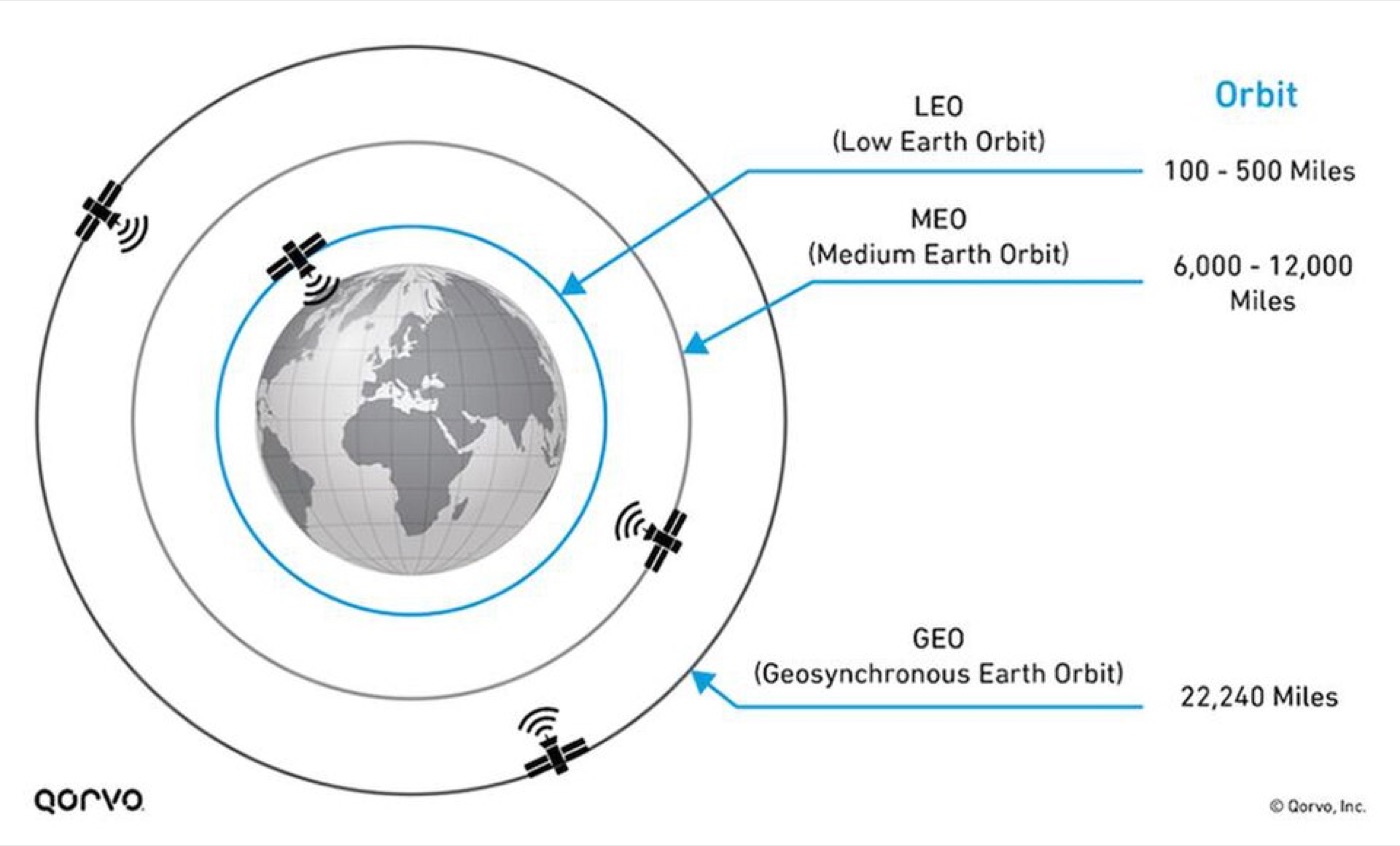 Orbit
LEO
(Low Earth Orbit)
100 - 500 Miles
MEO
(Medium Earth Orbit)
6,000 - 12,000
Miles
GEO
(Geosynchronous Earth Orbit)
22,240 Miles
QORVO
© Qorvo, Inc.